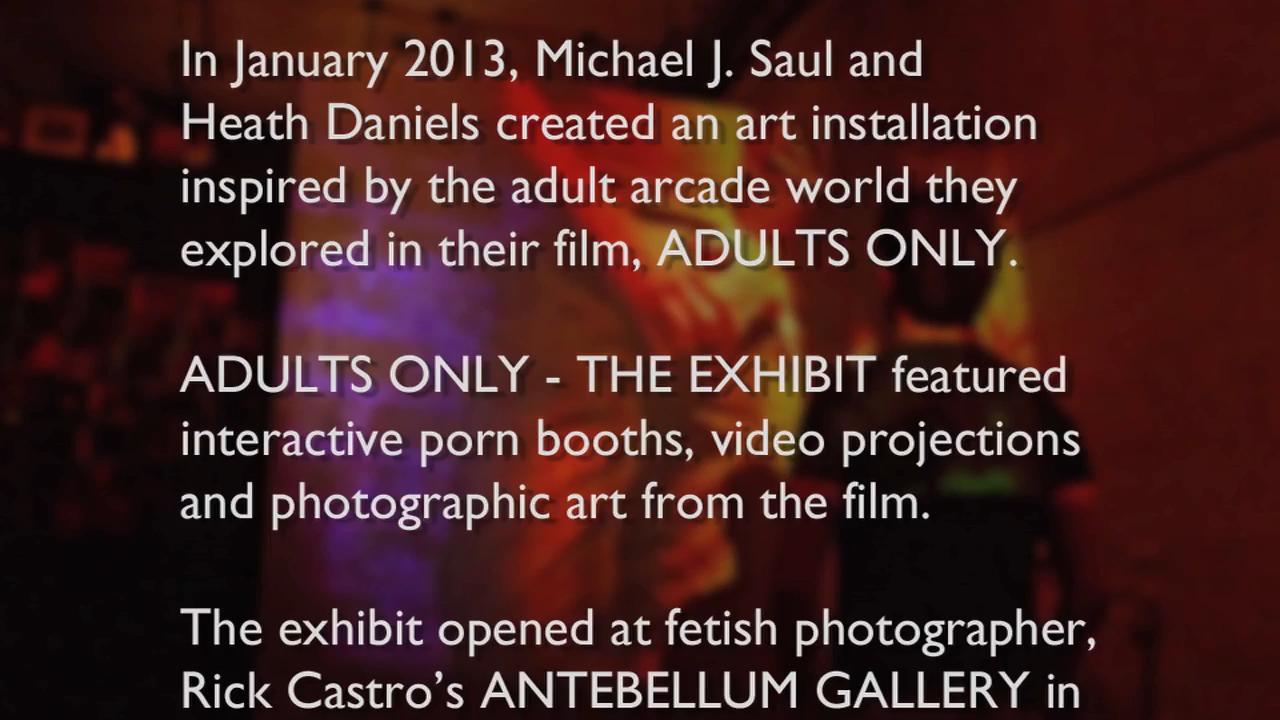 In January 2013, Michael J. Saul and
Heath Daniels created an art installation
inspired by the adult arcade world they
explored in their film, ADULTS ONLY.
ADULTS ONLY - THE EXHIBIT featured
interactive porn booths, video projections
and photographic art from the film.
The exhibit opened at fetish photographer,
Rick Castro’s ANTEBELLUM GALLERY in